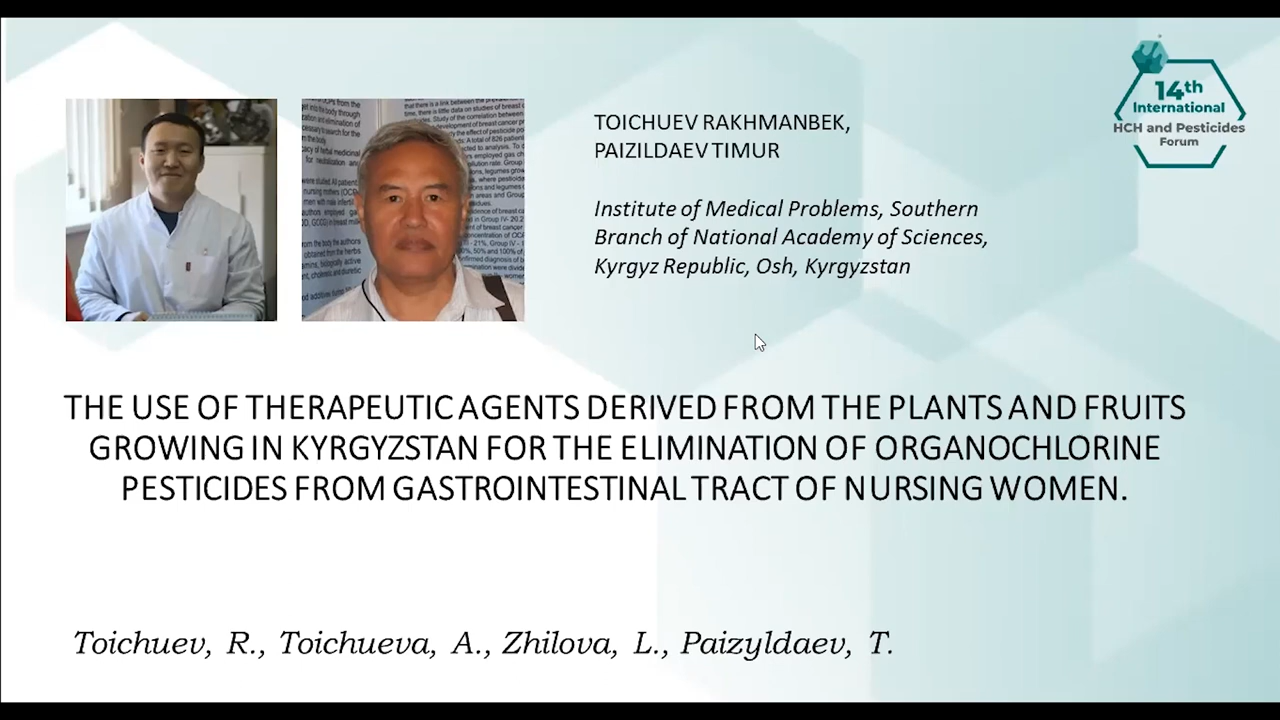 14th
International
HCH and Pesticides
Forum
TOICHUEV RAKHMANBEK,
PAIZILDAEV TIMUR
Institute of Medical Problems, Southern
Branch of National Academy of Sciences,
Kyrgyz Republic, Osh, Kyrgyzstan
THE USE OF THERAPEUTIC AGENTS DERIVED FROM THE PLANTS AND FRUITS
GROWING IN KYRGYZSTAN FOR THE ELIMINATION OF ORGANOCHLORINE
PESTICIDES FROM GASTROINTESTINAL TRACT OF NURSING WOMEN.
Toichuev, R., Toichueva, A., Zhilova, L., Paizyldaev, T.